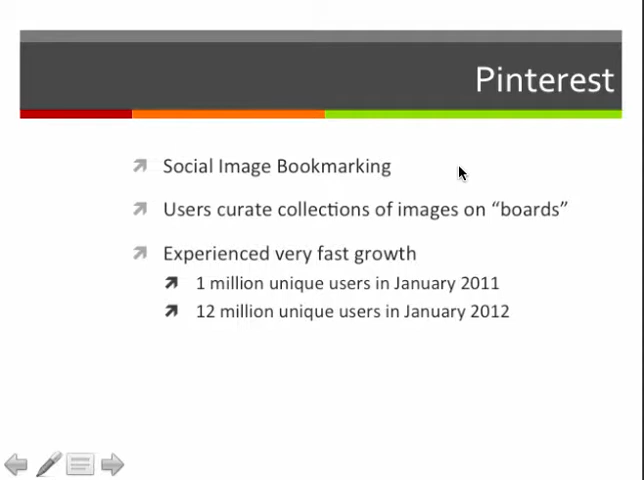 Pinterest
Social Image Bookmarking
Users curate collections of images on “boards”
Experienced very fast growth
1 million unique users in January 2011
12 million unique users in January 2012